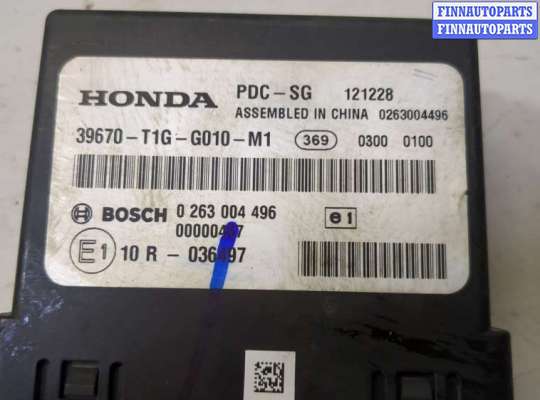 FINNAUTOPARTS
FINNAUTOPARTS
HONDA PDC-SG 121228
ASSEMBLED IN CHINA 0263004496
39670-T1G-G010-M1 369 0300 0100
BOSCH 0 263 004 496 e1
E1 10 R - 036497